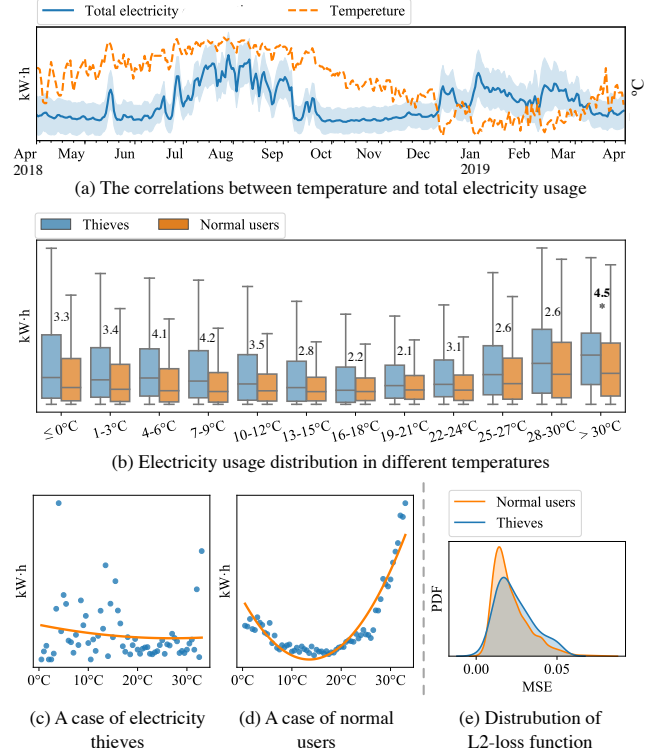 Total electricity
Tempereture
kW·h
°C
Apr
2018
May
Jun
Jul
Aug
Sep
Oct
Nov
Dec
Jan
2019
Feb
Mar
Apr
(a) The correlations between temperature and total electricity usage
Thieves
Normal users
kW·h
3.3
3.4
4.1
4.2
3.5
2.8
2.2
2.1
3.1
2.6
2.6
4.5
*
≤ 0°C
1-3°C
4-6°C
7-9°C
10-12°C
13-15°C
16-18°C
19-21°C
22-24°C
25-27°C
28-30°C
> 30°C
(b) Electricity usage distribution in different temperatures
kW·h
0°C
10°C
20°C
30°C
(c) A case of electricity
thieves
kW·h
0°C
10°C
20°C
30°C
(d) A case of normal
users
Normal users
Thieves
PDF
0.00
0.05
MSE
(e) Distrubution of
L2-loss function